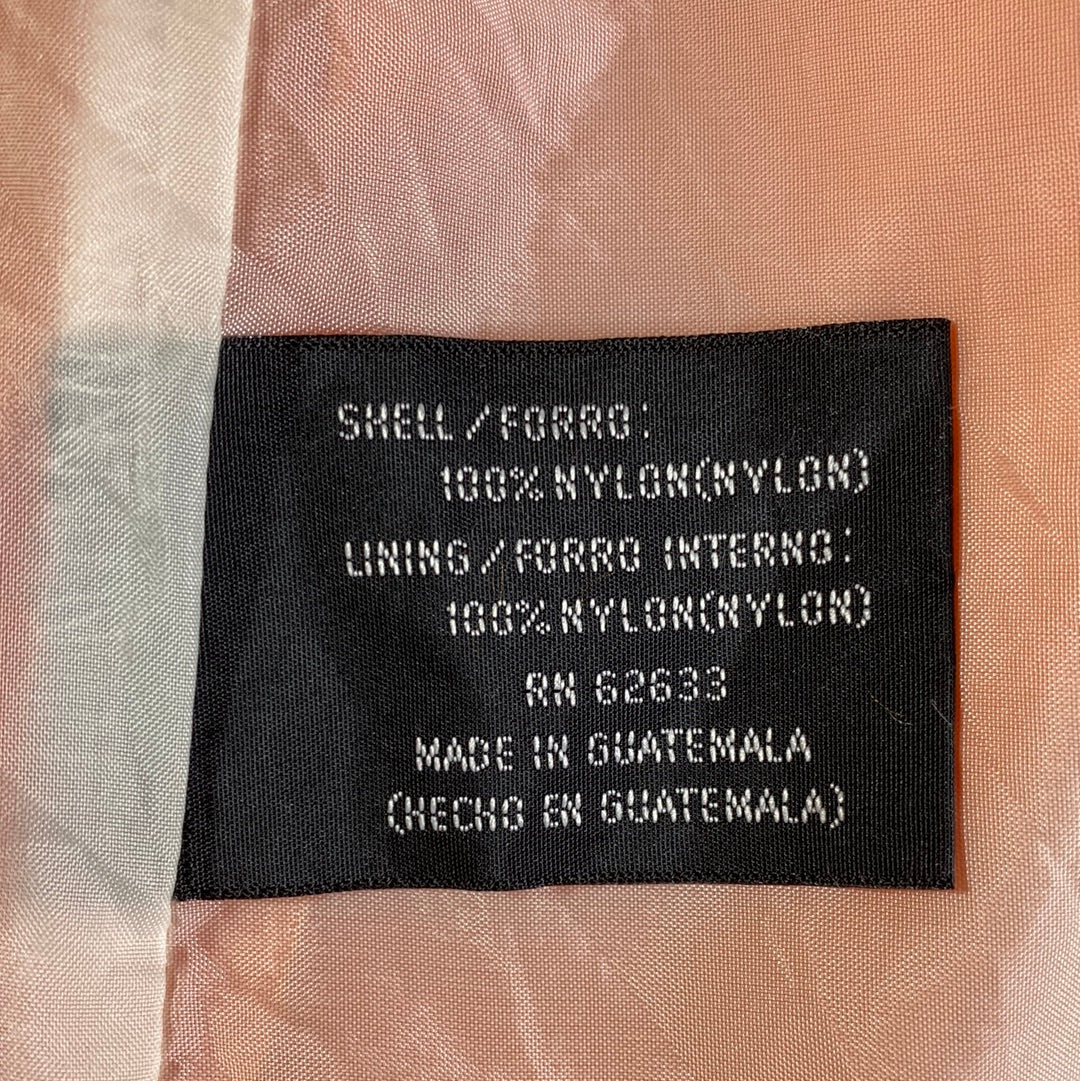 SHELL/FORRO:
100% NYLON(NYLON)
LINING/FORRO INTERNO:
100% NYLON(NYLON)
RN 62633
MADE IN GUATEMALA
(HECHO EN GUATEMALA)